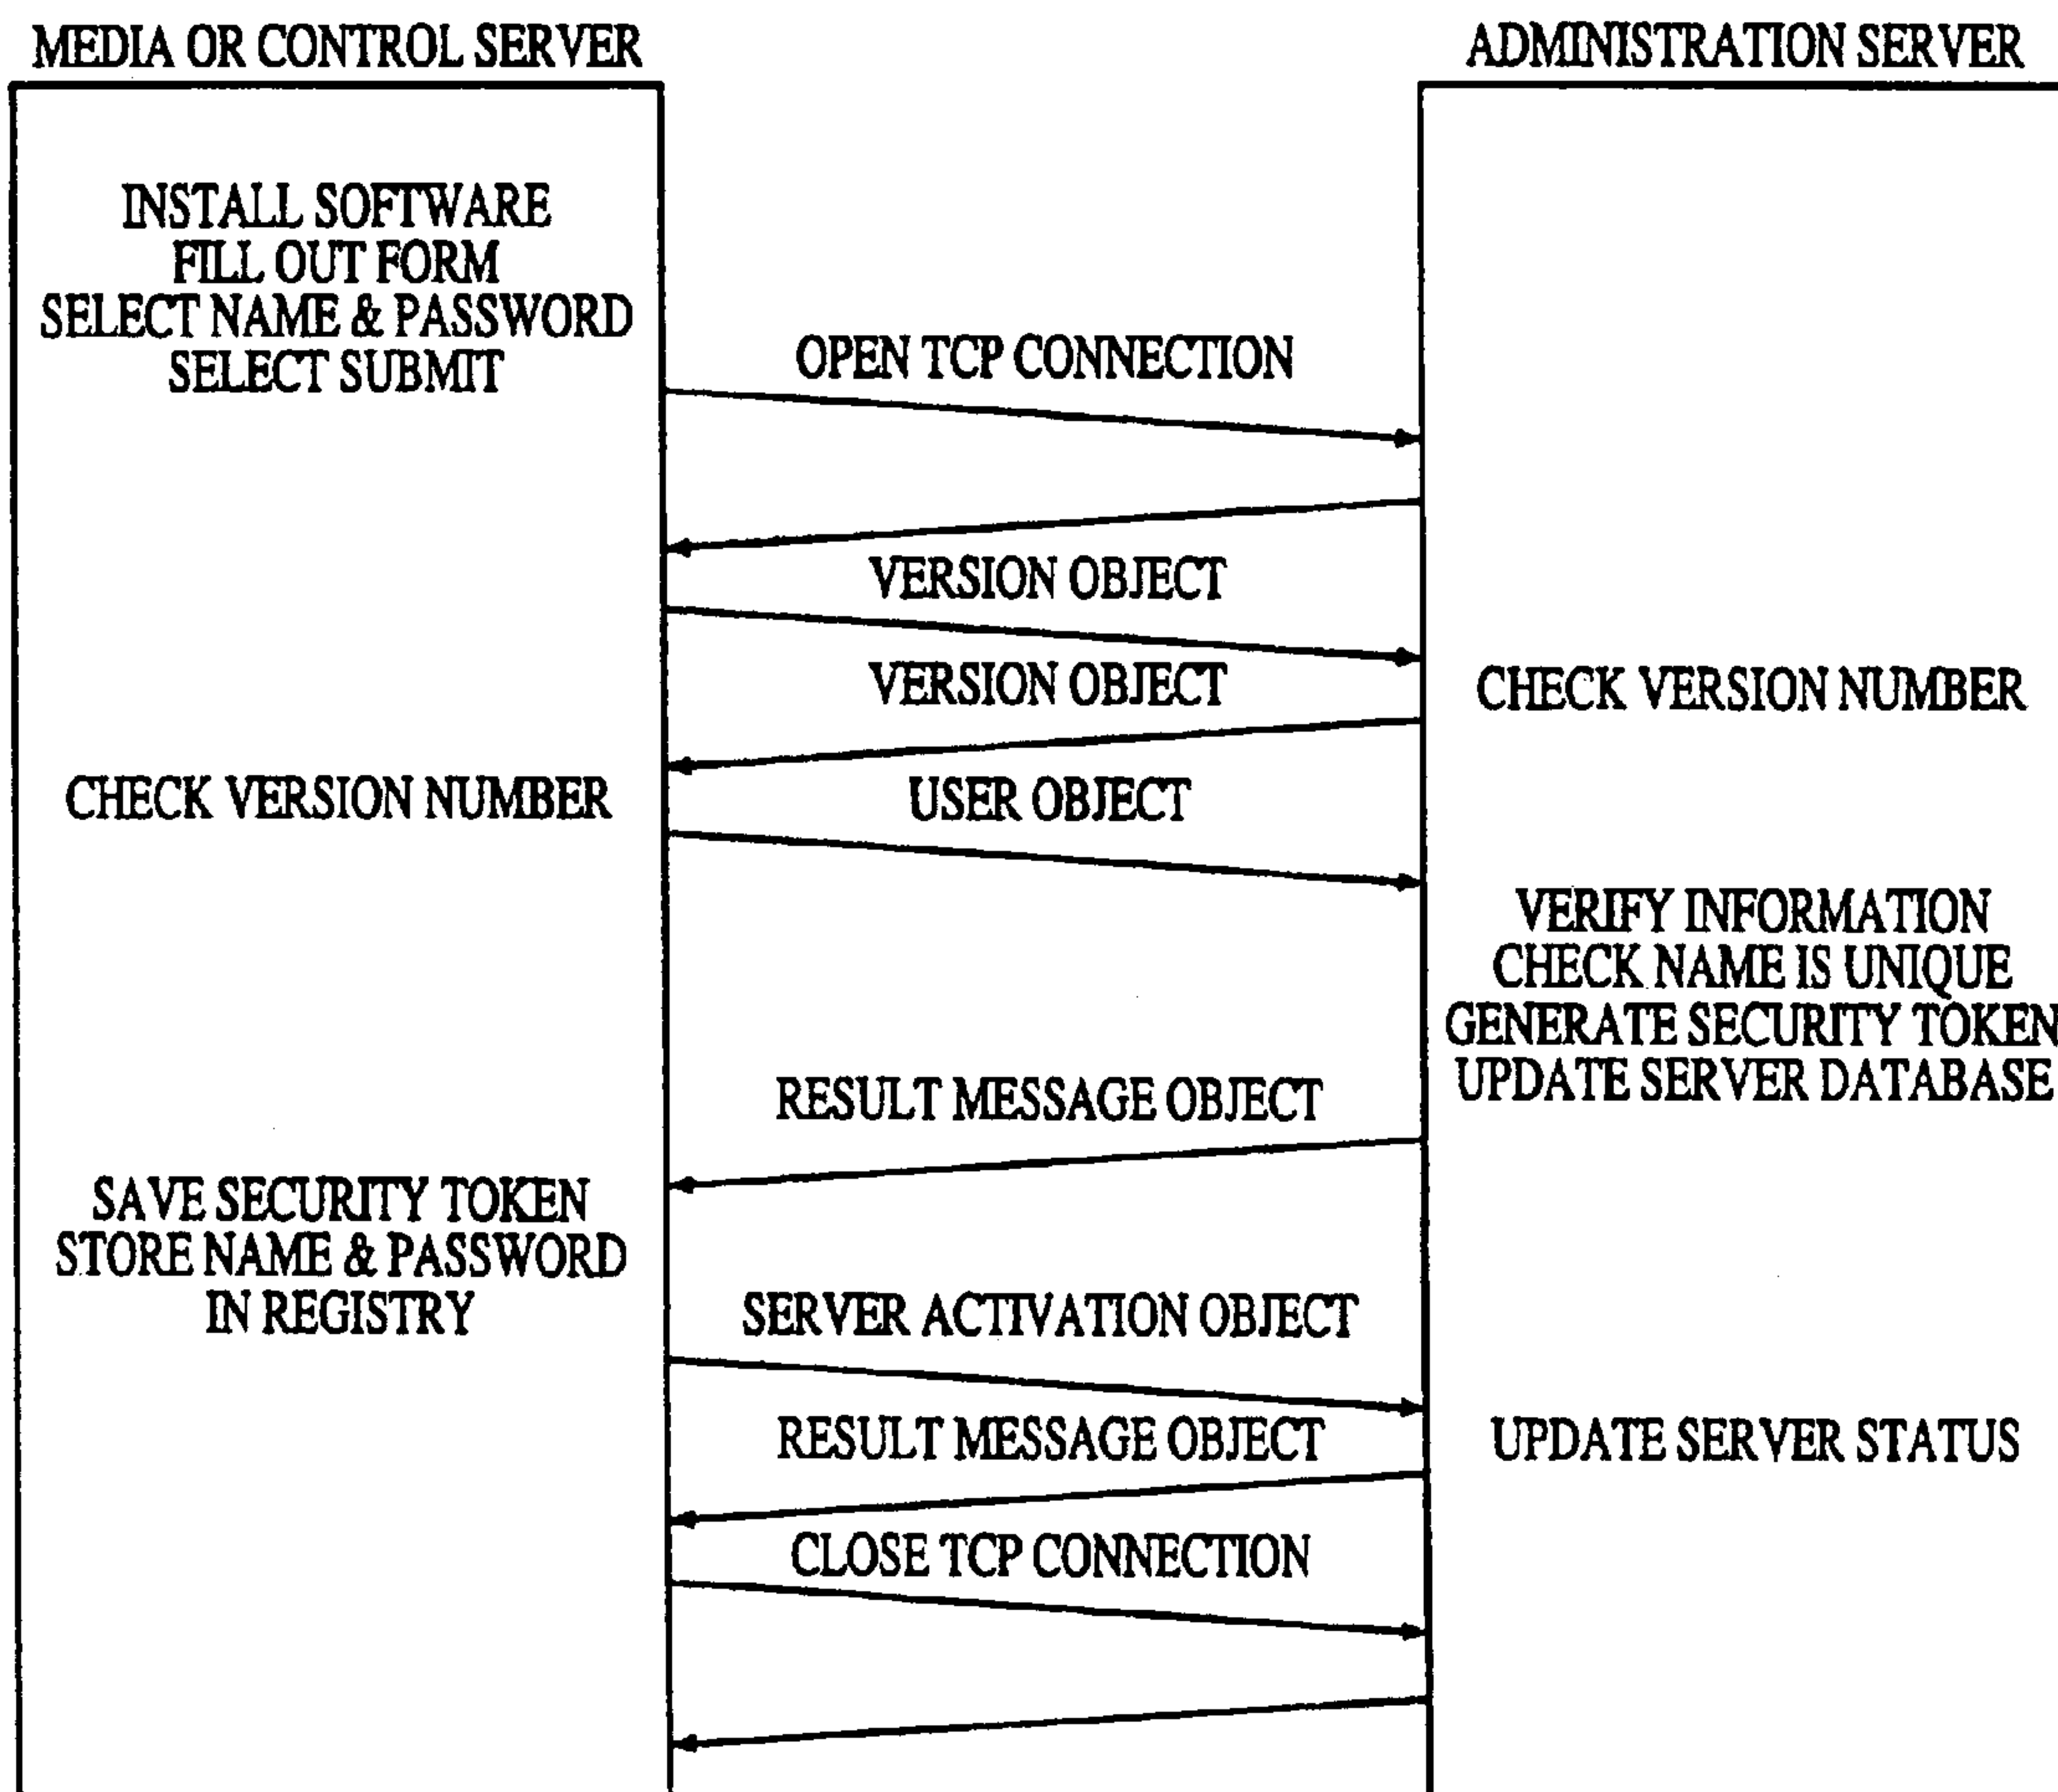 MEDIA OR CONTROL SERVER
ADMINISTRATION SERVER
INSTALL SOFTWARE
FILL OUT FORM
SELECT NAME & PASSWORD
SELECT SUBMIT
OPEN TCP CONNECTION
VERSION OBJECT
VERSION OBJECT
CHECK VERSION NUMBER
CHECK VERSION NUMBER
USER OBJECT
VERIFY INFORMATION
CHECK NAME IS UNIQUE
GENERATE SECURITY TOKEN
UPDATE SERVER DATABASE
RESULT MESSAGE OBJECT
SAVE SECURITY TOKEN
STORE NAME & PASSWORD
IN REGISTRY
SERVER ACTIVATION OBJECT
RESULT MESSAGE OBJECT
UPDATE SERVER STATUS
CLOSE TCP CONNECTION